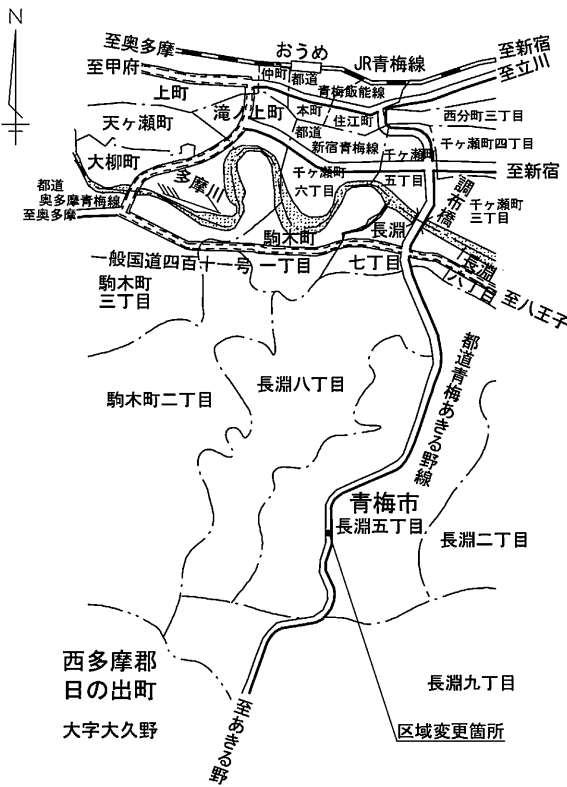 N
至奥多摩
おうめ
JR青梅線
至新宿
至甲府
仲町
都道
青梅飯能線
至立川
上町
滝ノ上町
本町
住江町
西分町三丁目
天ケ瀬町
都道
新宿青梅線
千ケ瀬町
千ケ瀬町四丁目
大柳町
千ケ瀬町
六丁目
五丁目
至新宿
都道
奥多摩青梅線
至奥多摩
多摩川
調布橋
千ケ瀬町
三丁目
駒木町
一丁目
長淵
七丁目
長淵
六丁目
至八王子
一般国道四百十一号
駒木町
三丁目
都道青梅あきる野線
駒木町二丁目
長淵八丁目
青梅市
長淵五丁目
長淵二丁目
西多摩郡
日の出町
大字大久野
長淵九丁目
至あきる野
区域変更箇所